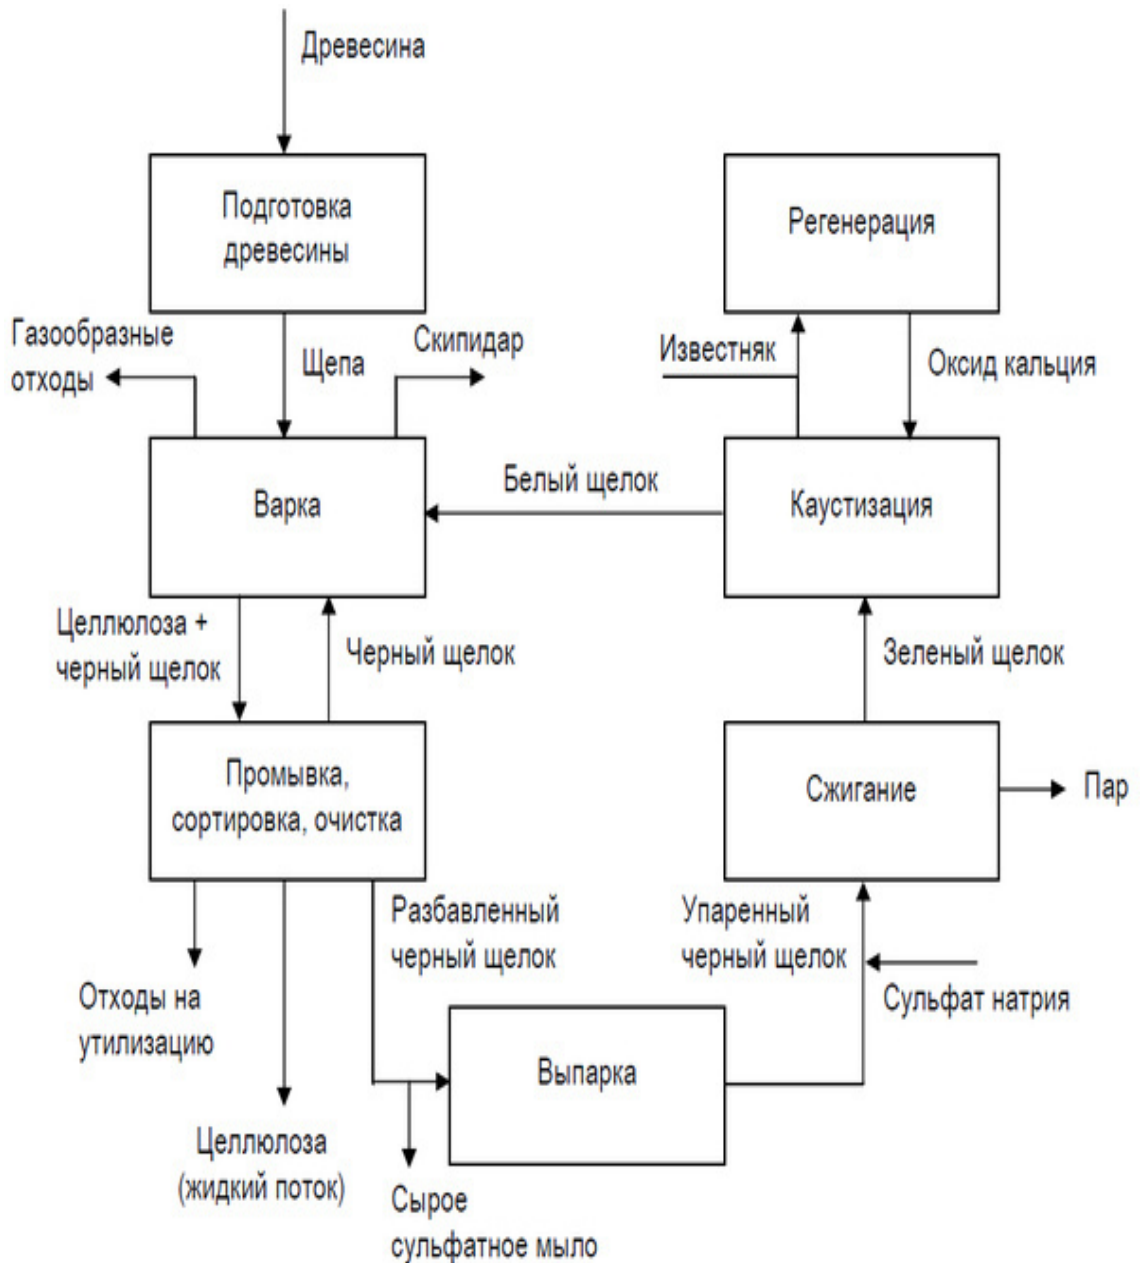 Древесина
Подготовка
древесины
Регенерация
Газообразные
отходы
Щепа
Скипидар
Известняк
Оксид кальция
Варка
Белый щелок
Каустизация
Целлюлоза +
черный щелок
Черный щелок
Зеленый щелок
Промывка,
сортировка, очистка
Сжигание
Пар
Разбавленный
черный щелок
Упаренный
черный щелок
Отходы на
утилизацию
Сульфат натрия
Выпарка
Целлюлоза
(жидкий поток)
Сырое
сульфатное мыло